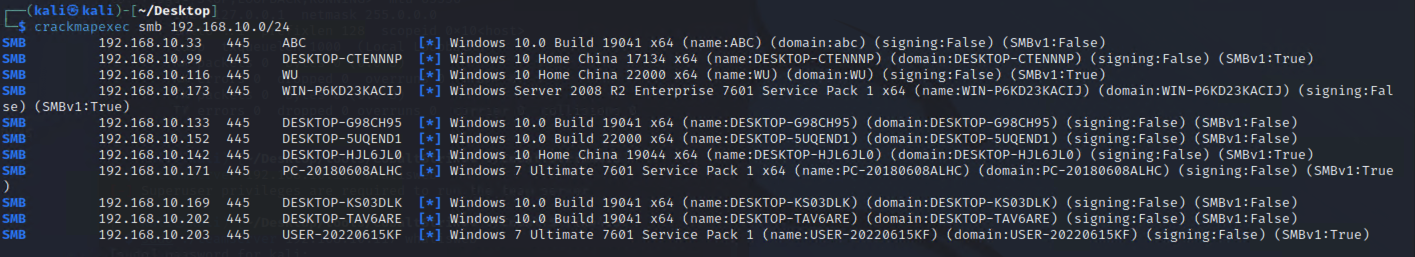 (kali㉿kali)-[~/Desktop]
$ crackmapexec smb 192.168.10.0/24
SMB 192.168.10.33 445 ABC [*] Windows 10.0 Build 19041 x64 (name:ABC) (domain:abc) (signing:False) (SMBv1:False)
SMB 192.168.10.99 445 DESKTOP-CTENNNP [*] Windows 10 Home China 17134 x64 (name:DESKTOP-CTENNNP) (domain:DESKTOP-CTENNNP) (signing:False) (SMBv1:True)
SMB 192.168.10.116 445 WU [*] Windows 10 Home China 22000 x64 (name:WU) (domain:WU) (signing:False) (SMBv1:True)
SMB 192.168.10.173 445 WIN-P6KD23KACIJ [*] Windows Server 2008 R2 Enterprise 7601 Service Pack 1 x64 (name:WIN-P6KD23KACIJ) (domain:WIN-P6KD23KACIJ) (signing:Fal
se) (SMBv1:True)
SMB 192.168.10.133 445 DESKTOP-G98CH95 [*] Windows 10.0 Build 19041 x64 (name:DESKTOP-G98CH95) (domain:DESKTOP-G98CH95) (signing:False) (SMBv1:False)
SMB 192.168.10.152 445 DESKTOP-5UQEND1 [*] Windows 10.0 Build 22000 x64 (name:DESKTOP-5UQEND1) (domain:DESKTOP-5UQEND1) (signing:False) (SMBv1:False)
SMB 192.168.10.142 445 DESKTOP-HJL6JL0 [*] Windows 10 Home China 19044 x64 (name:DESKTOP-HJL6JL0) (domain:DESKTOP-HJL6JL0) (signing:False) (SMBv1:True)
SMB 192.168.10.171 445 PC-20180608ALHC [*] Windows 7 Ultimate 7601 Service Pack 1 x64 (name:PC-20180608ALHC) (domain:PC-20180608ALHC) (signing:False) (SMBv1:True
)
SMB 192.168.10.169 445 DESKTOP-KS03DLK [*] Windows 10.0 Build 19041 x64 (name:DESKTOP-KS03DLK) (domain:DESKTOP-KS03DLK) (signing:False) (SMBv1:False)
SMB 192.168.10.202 445 DESKTOP-TAV6ARE [*] Windows 10.0 Build 19041 x64 (name:DESKTOP-TAV6ARE) (domain:DESKTOP-TAV6ARE) (signing:False) (SMBv1:False)
SMB 192.168.10.203 445 USER-20220615KF [*] Windows 7 Ultimate 7601 Service Pack 1 (name:USER-20220615KF) (domain:USER-20220615KF) (signing:False) (SMBv1:True)